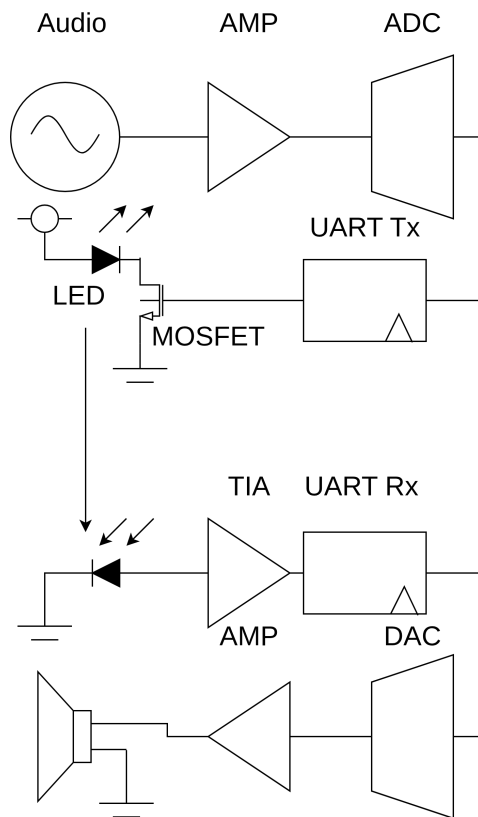 Audio AMP ADC
UART Tx
LED
MOSFET
TIA UART Rx
AMP DAC